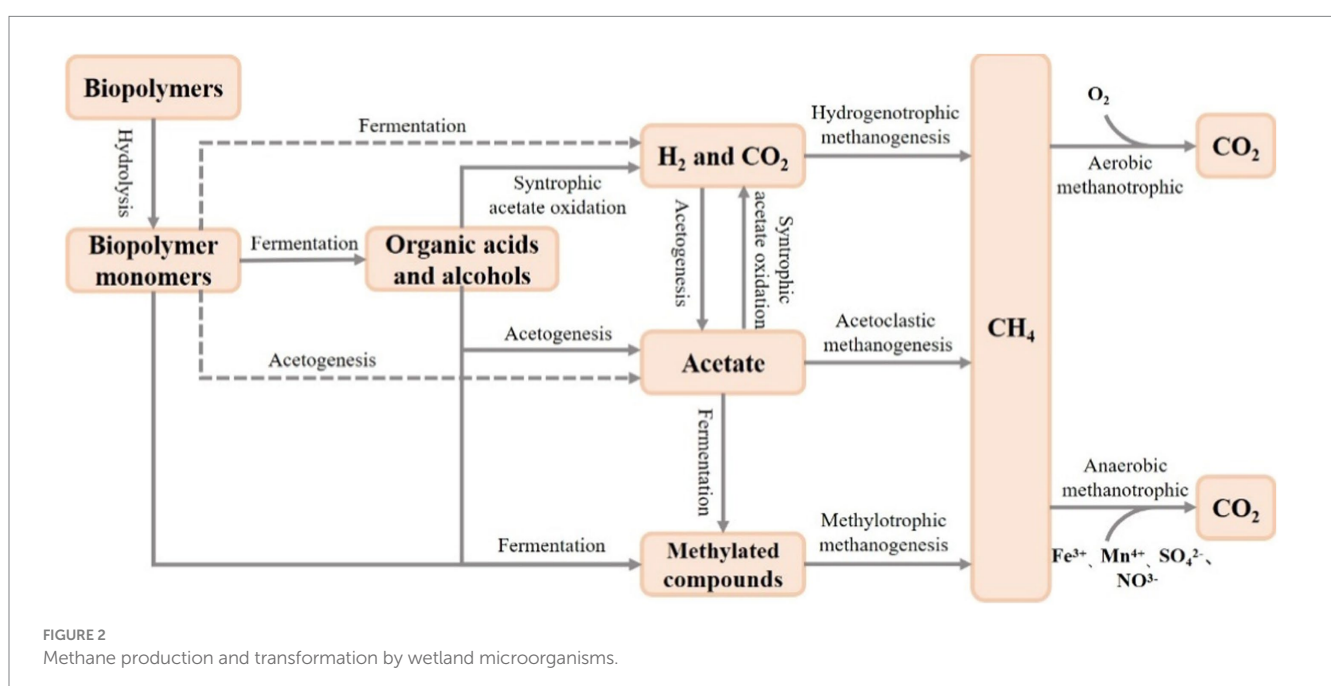 Biopolymers
Hydrolysis
Biopolymer
monomers
Fermentation
Fermentation
Organic acids
and alcohols
Syntrophic
acetate oxidation
Acetogenesis
Acetogenesis
Fermentation
H₂ and CO₂
Acetogenesis
Syntrophic
acetate oxidation
Acetate
Fermentation
Methylated
compounds
Hydrogenotrophic
methanogenesis
Acetoclastic
methanogenesis
Methylotrophic
methanogenesis
CH₄
O₂
Aerobic
methanotrophic
CO₂
Anaerobic
methanotrophic
CO₂
Fe³⁺、Mn⁴⁺、SO₄²⁻、
NO³⁻
FIGURE 2
Methane production and transformation by wetland microorganisms.